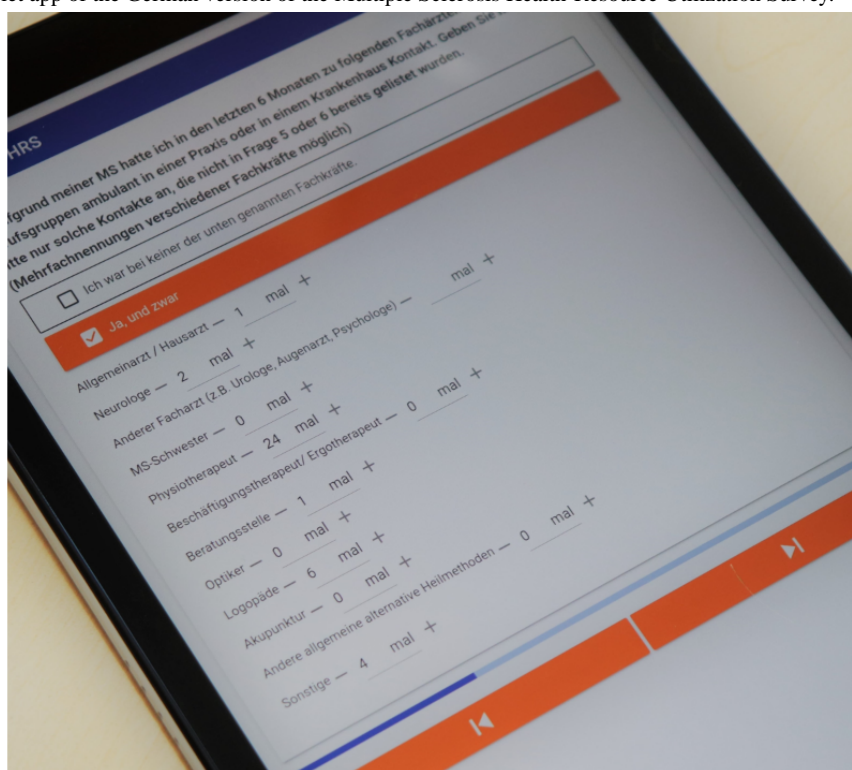 let app of the German version of the Multiple Sclerosis Health Resource Utilization Survey.
HRS
fgrund meiner MS hatte ich in den letzten 6 Monaten zu folgenden Fachärzte
ufsgruppen ambulant in einer Praxis oder in einem Krankenhaus Kontakt. Geben Sie
tte nur solche Kontakte an, die nicht in Frage 5 oder 6 bereits gelistet wurden.
(Mehrfachnennungen verschiedener Fachkräfte möglich)
Ich war bei keiner der unten genannten Fachkräfte.
Ja, und zwar
Allgemeinarzt / Hausarzt — 1 mal +
Neurologe — 2 mal +
Anderer Facharzt (z.B. Urologe, Augenarzt, Psychologe) — mal +
MS-Schwester — 0 mal +
Physiotherapeut — 24 mal +
Beschäftigungstherapeut/ Ergotherapeut — 0 mal +
Beratungsstelle — 1 mal +
Optiker — 0 mal +
Logopäde — 6 mal +
Akupunktur — 0 mal +
Andere allgemeine alternative Heilmethoden — 0 mal +
Sonstige — 4 mal +